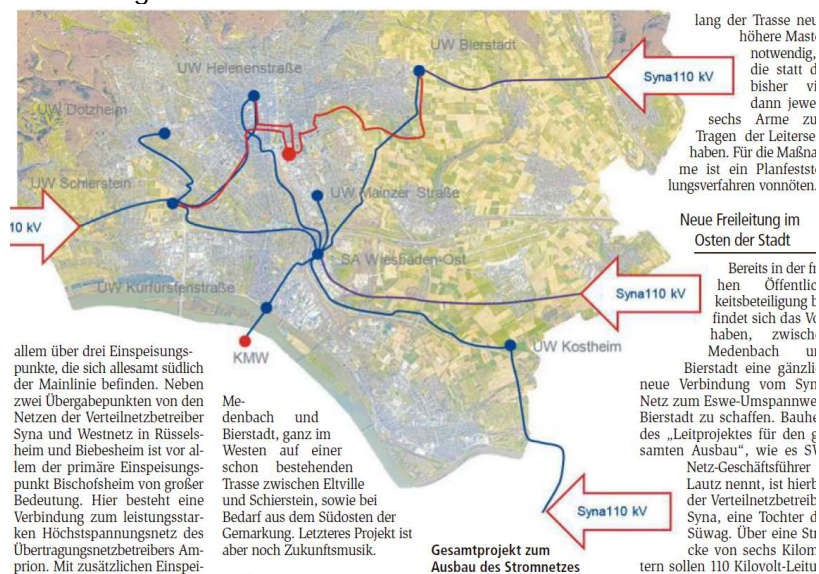 UW Bierstadt
UW Helenenstraße
Syna110 kV
UW Dotzheim
UW Schierstein
10 kV
UW Mainzer Straße
SA Wiesbaden-Ost
UW Kurfürstenstraße
Syna110 kV
KMW
UW Kostheim
Syna110 kV
allem über drei Einspeisungs-
punkte, die sich allesamt südlich
der Mainlinie befinden. Neben
zwei Übergabepunkten mit den
Netzen der Verteilnetzbetreiber
Syna und Westnetz in Rüssels-
heim und Biebesheim ist vor al-
lem der primäre Einspeisungs-
punkt Bischofsheim von großer
Bedeutung. Hier besteht eine
Verbindung zum leistungsstar-
ken Höchstspannungsnetz des
Übertragungsnetzbetreibers Am-
prion. Mit zusätzlichen Einspei-
Me-
denbach und
Bierstadt, ganz im
Westen auf einer
schon bestehenden
Trasse zwischen Eltville
und Schierstein, sowie bei
Bedarf aus dem Südosten der
Gemarkung. Letzteres Projekt ist
aber noch Zukunftsmusik.
Gesamtprojekt zum
Ausbau des Stromnetzes
lang der Trasse neu
höhere Maste
notwendig,
die statt d
bisher vi
dann jewe
sechs Arme zu
Tragen der Leiterse
haben. Für die Maßna
me ist ein Planfestste
lungsverfahren vonnöten.
Neue Freileitung im
Osten der Stadt
Bereits in der fr
hen Öffentlic
keitsbeteiligung b
findet sich das Vo
haben, zwische
Medenbach un
Bierstadt eine gänzlic
neue Verbindung vom Syn
Netz zum Eswe-Umspannwe
Bierstadt zu schaffen. Bauhe
des „Leitprojektes für den g
samten Ausbau“, wie es SW
Netz-Geschäftsführer
Lautz nennt, ist hierb
der Verteilnetzbetreib
Syna, eine Tochter d
Süwag. Über eine Str
cke von sechs Kilom
tern sollen 110 Kilovolt-Leitu